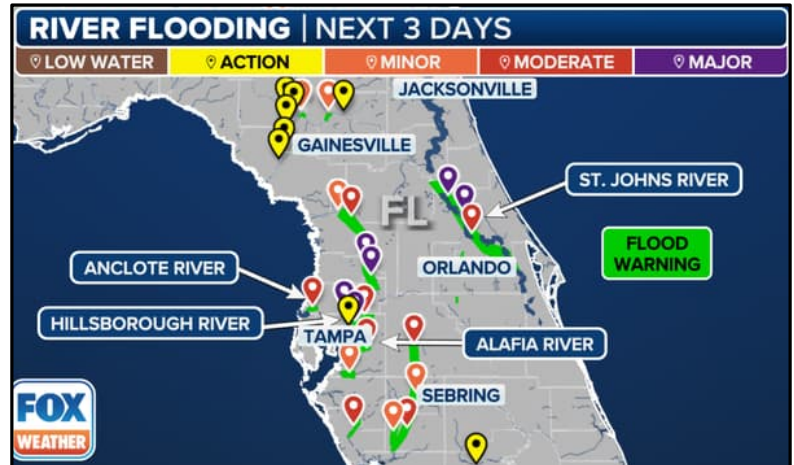 RIVER FLOODING | NEXT 3 DAYS
LOW WATER ACTION MINOR MODERATE MAJOR
JACKSONVILLE
GAINESVILLE
ST. JOHNS RIVER
FL
FLOOD
WARNING
ANCLOTE RIVER
ORLANDO
HILLSBOROUGH RIVER
TAMPA
ALAFIA RIVER
SEBRING
FOX
WEATHER